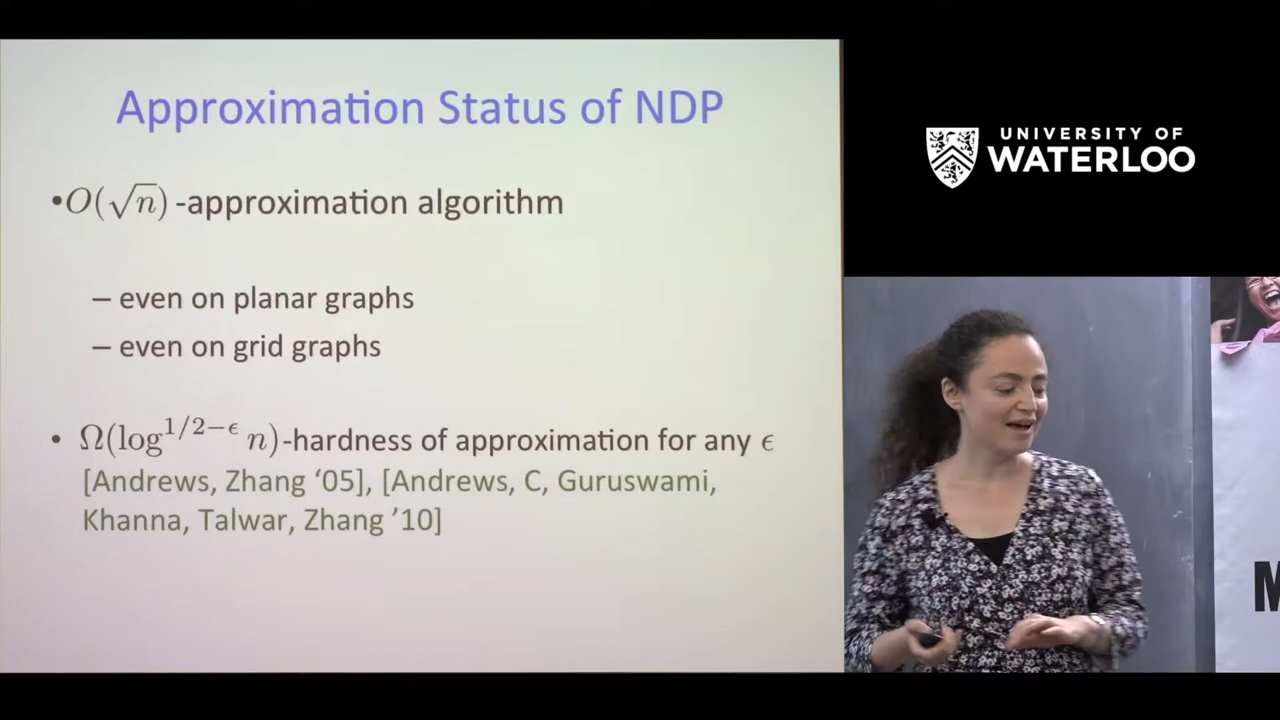 Approximation Status of NDP
•O(√n)-approximation algorithm
– even on planar graphs
– even on grid graphs
• Ω(log^{1/2−ϵ} n)-hardness of approximation for any ϵ
[Andrews, Zhang ‘05], [Andrews, C, Guruswami,
Khanna, Talwar, Zhang ’10]
UNIVERSITY OF
WATERLOO
M